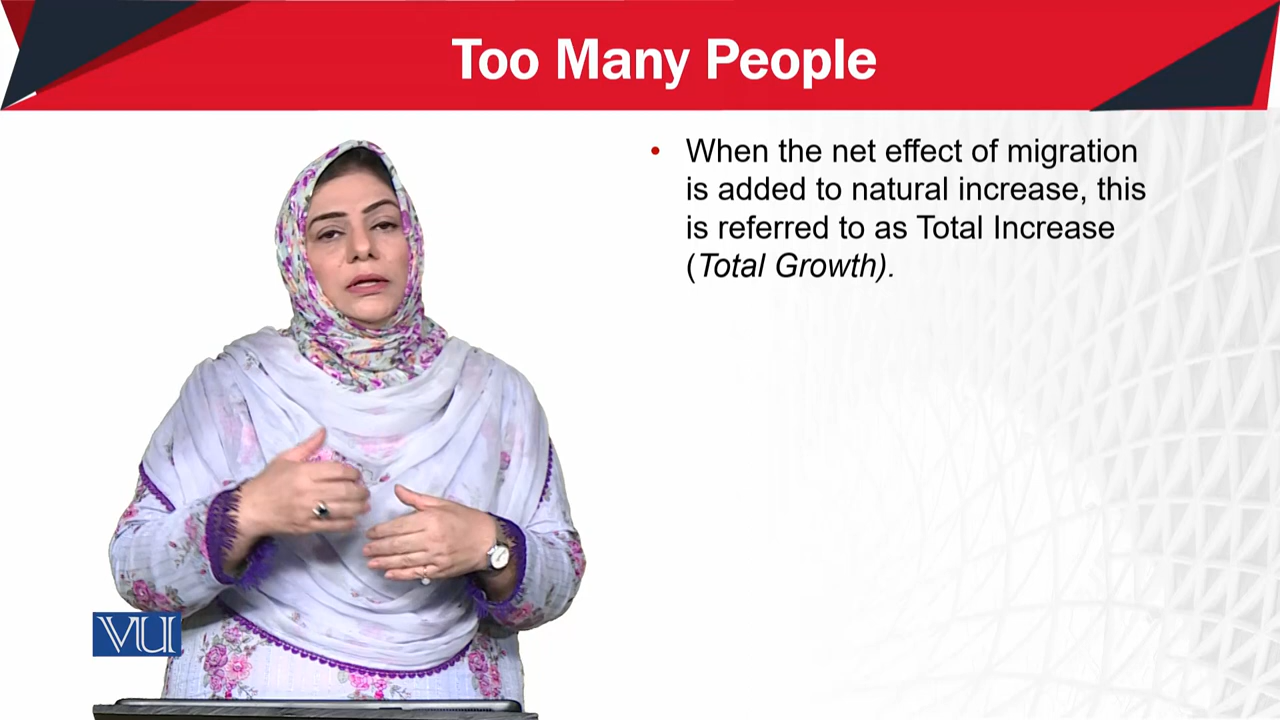 Too Many People
• When the net effect of migration
is added to natural increase, this
is referred to as Total Increase
(Total Growth).
VU